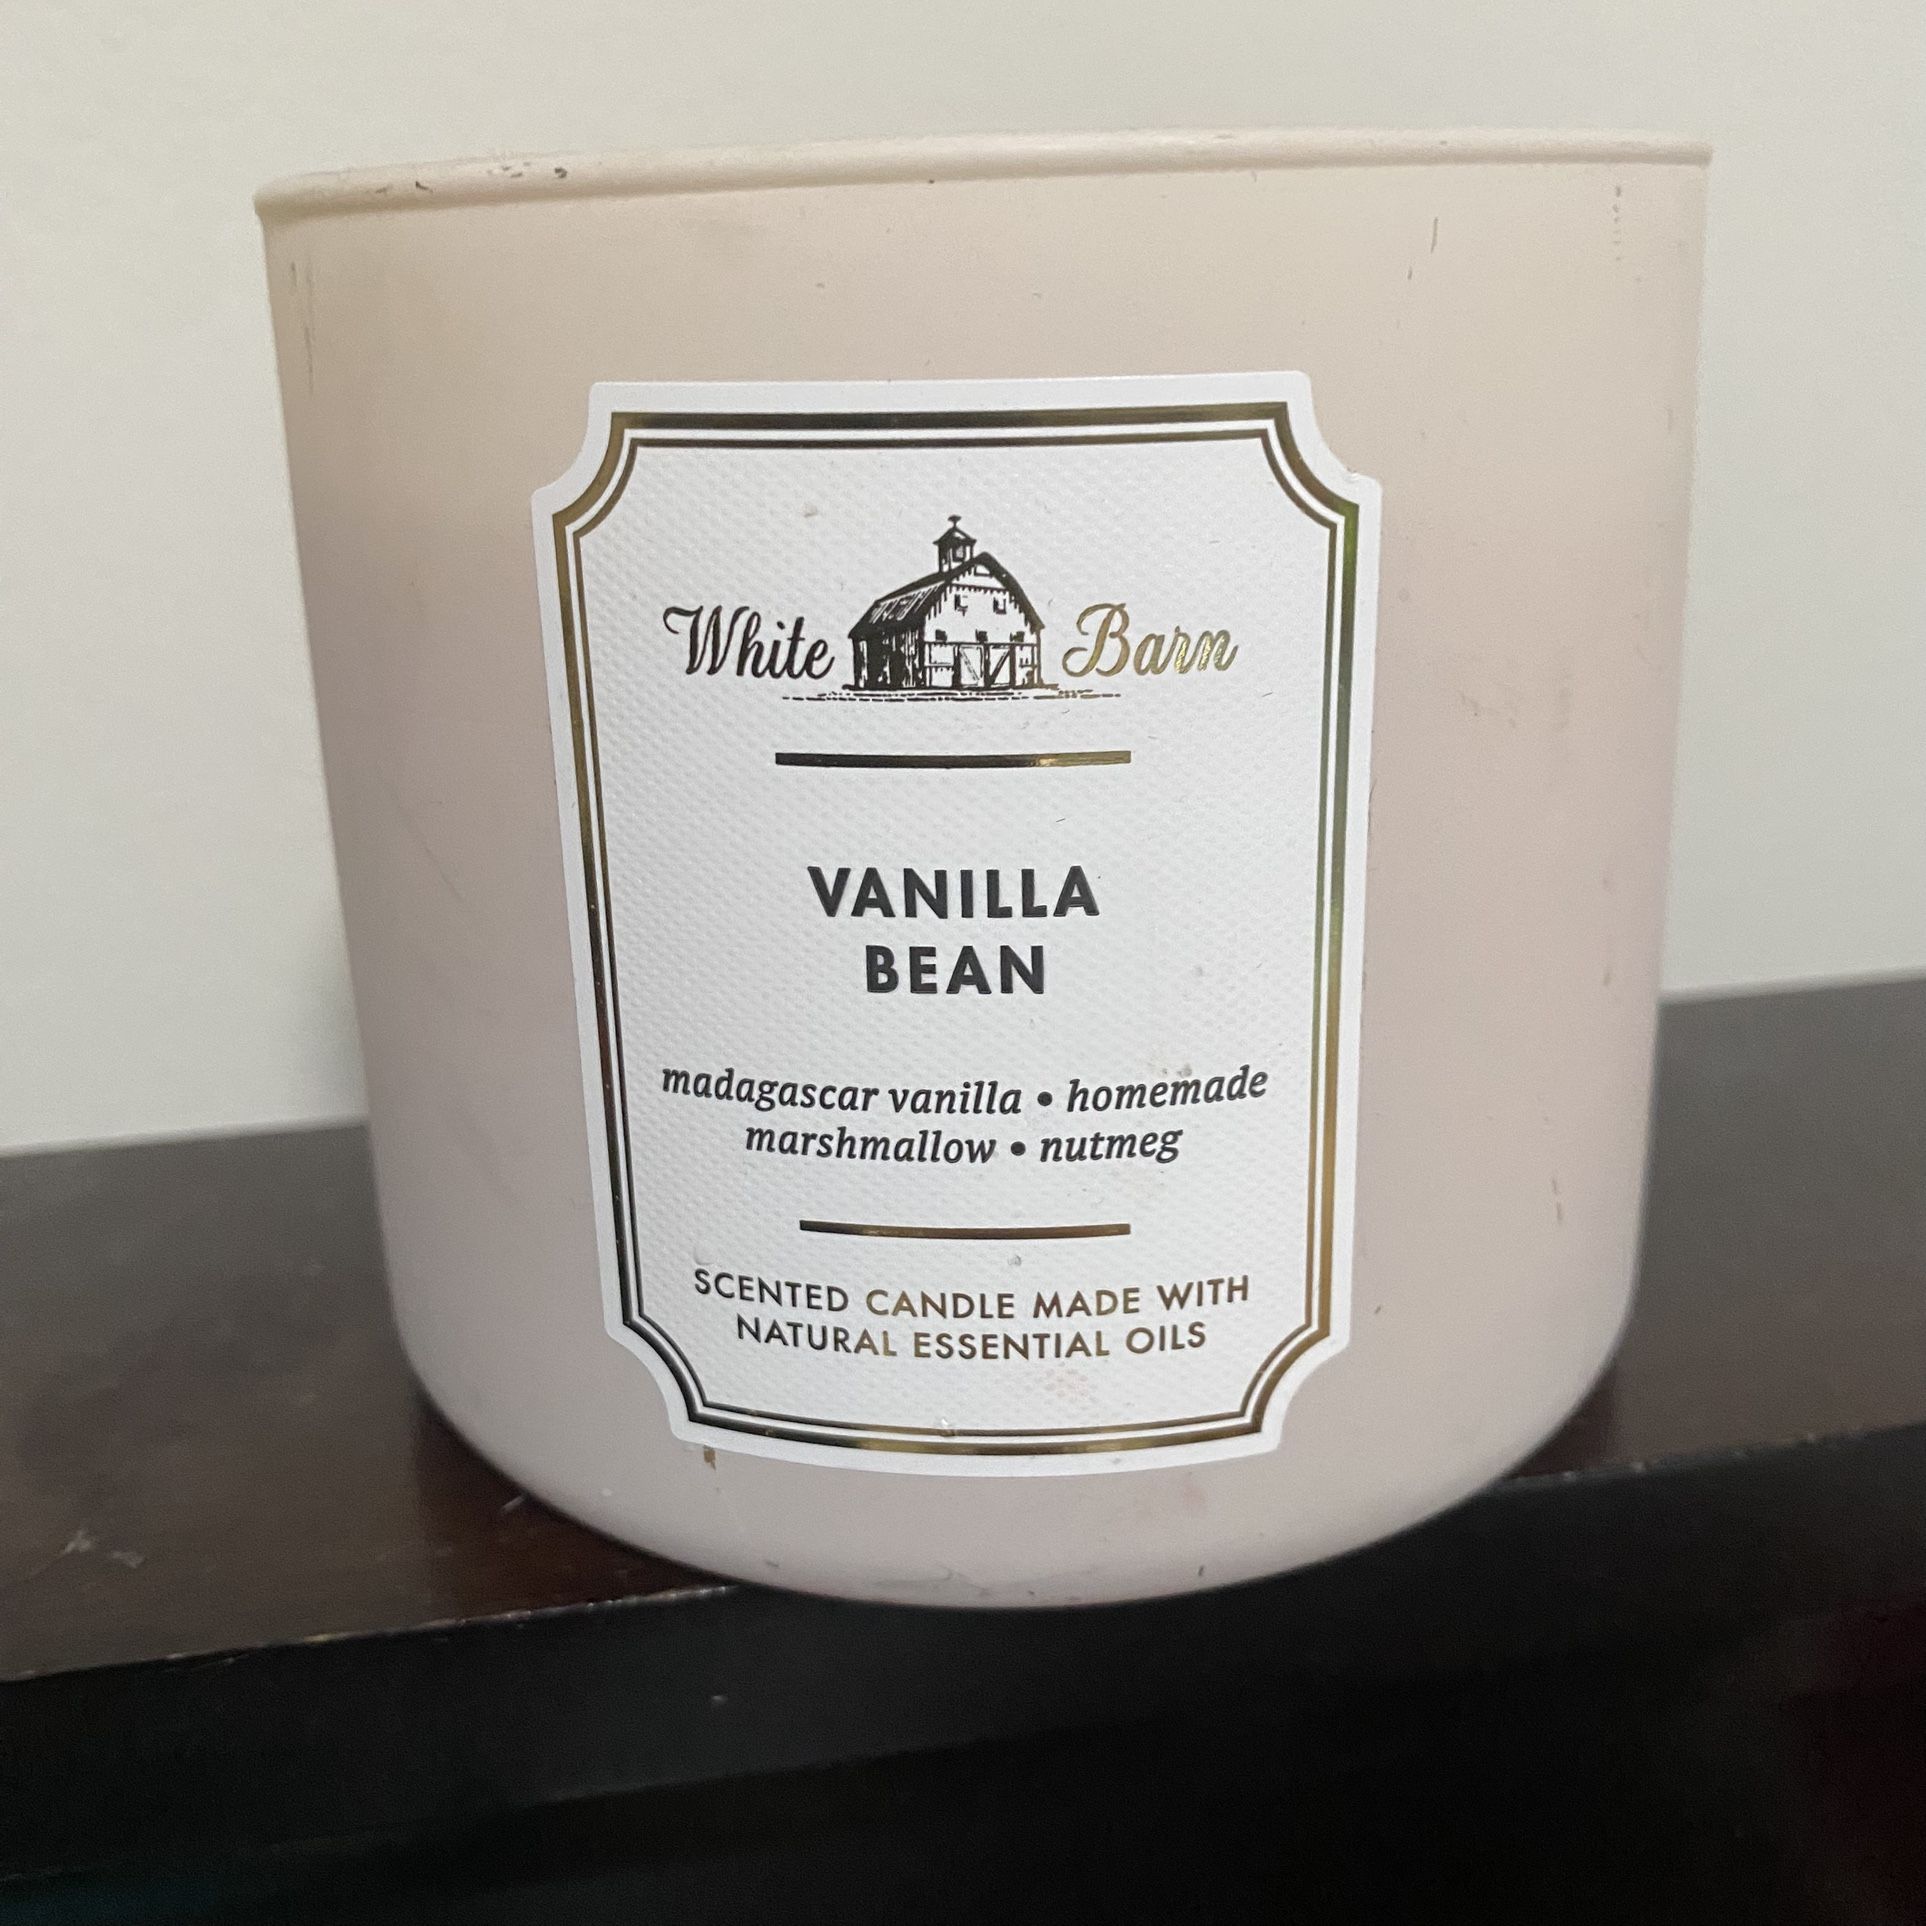 White Barn
VANILLA
BEAN
madagascar vanilla • homemade
marshmallow • nutmeg
SCENTED CANDLE MADE WITH
NATURAL ESSENTIAL OILS